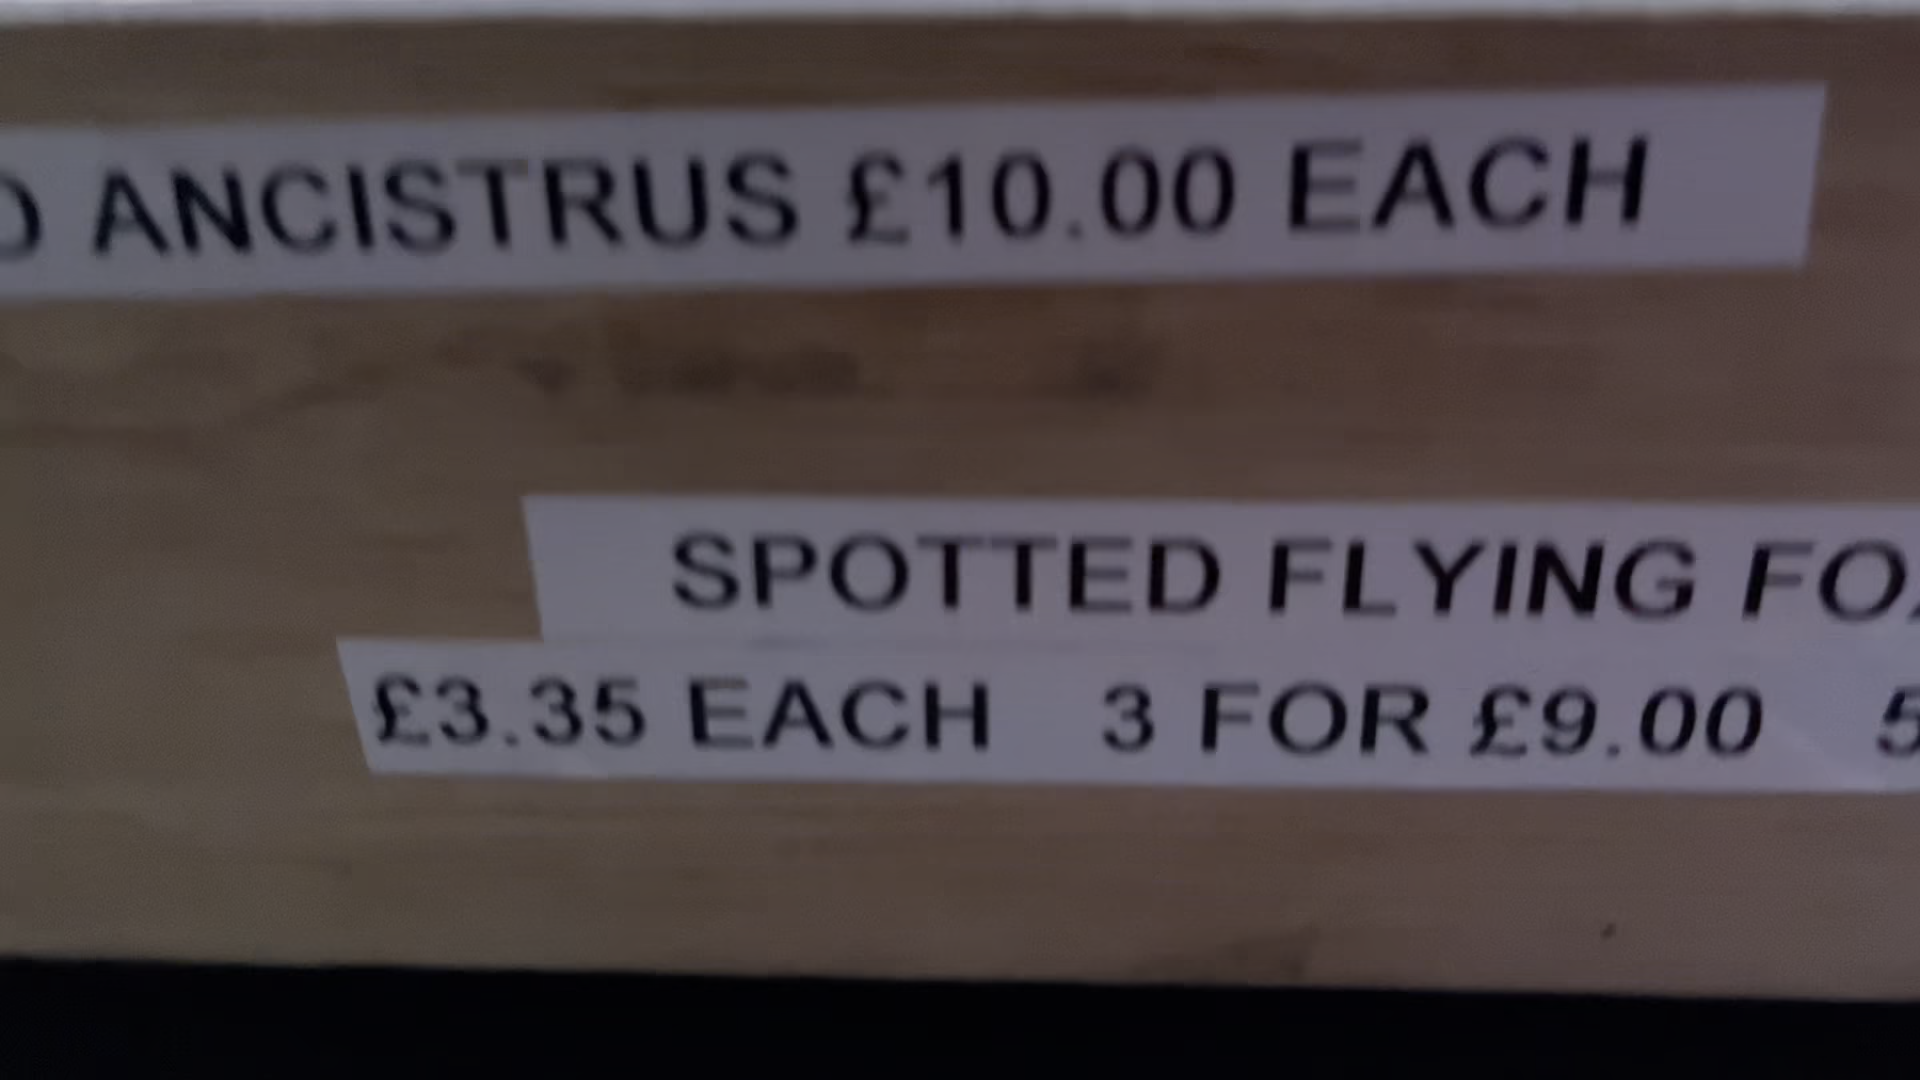 ANCISTRUS £10.00 EACH
SPOTTED FLYING
£3.35 EACH 3 FOR £9.00